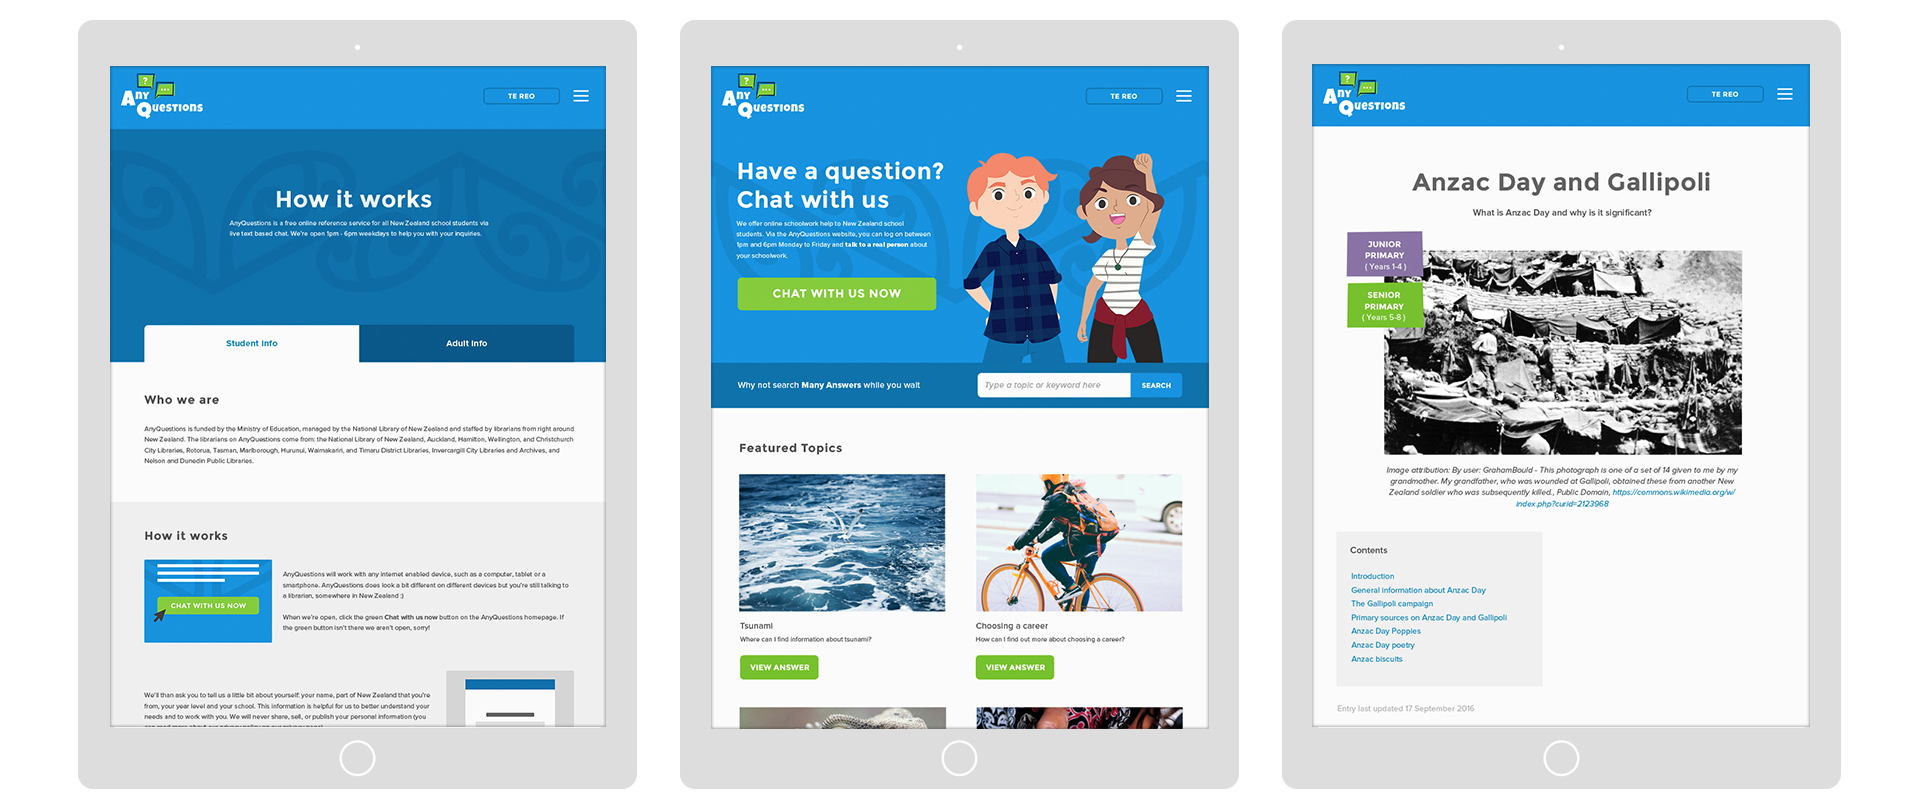 ?
...
Any
Questions
TE REO
How it works
AnyQuestions is a free online reference service for all New Zealand school students via
live text based chat. We're open 1pm - 6pm weekdays to help you with your inquiries.
Student info
Adult info
Who we are
AnyQuestions is funded by the Ministry of Education, managed by the National Library of New Zealand and staffed by librarians from right around
New Zealand. The librarians on AnyQuestions come from: the National Library of New Zealand, Auckland, Hamilton, Wellington, and Christchurch
City Libraries, Rotorua, Tasman, Marlborough, Hurunui, Waimakariri, and Timaru District Libraries, Invercargill City Libraries and Archives, and
Nelson and Dunedin Public Libraries.
How it works
CHAT WITH US NOW
AnyQuestions will work with any internet enabled device, such as a computer, tablet or a
smartphone. AnyQuestions does look a bit different on different devices but you're still talking to
a librarian, somewhere in New Zealand :)
When we're open, click the green Chat with us now button on the AnyQuestions homepage. If
the green button isn't there we aren't open, sorry!
We'll than ask you to tell us a little bit about yourself: your name, part of New Zealand that you're
from, your year level and your school. This information is helpful for us to better understand your
needs and to work with you. We will never share, sell, or publish your personal information (you
?
...
Any
Questions
TE REO
Have a question?
Chat with us
We offer online schoolwork help to New Zealand school
students. Via the AnyQuestions website, you can log on between
1pm and 6pm Monday to Friday and talk to a real person about
your schoolwork.
CHAT WITH US NOW
Why not search Many Answers while you wait
Type a topic or keyword here
SEARCH
Featured Topics
Tsunami
Where can I find information about tsunami?
VIEW ANSWER
Choosing a career
How can I find out more about choosing a career?
VIEW ANSWER
?
...
Any
Questions
TE REO
Anzac Day and Gallipoli
What is Anzac Day and why is it significant?
JUNIOR
PRIMARY
( Years 1-4 )
SENIOR
PRIMARY
( Years 5-8 )
Image attribution: By user: GrahamBould - This photograph is one of a set of 14 given to me by my
grandmother. My grandfather, who was wounded at Gallipoli, obtained these from another New
Zealand soldier who was subsequently killed., Public Domain, https://commons.wikimedia.org/w/
index.php?curid=2123968
Contents
Introduction
General information about Anzac Day
The Gallipoli campaign
Primary sources on Anzac Day and Gallipoli
Anzac Day Poppies
Anzac Day poetry
Anzac biscuits
Entry last updated 17 September 2016